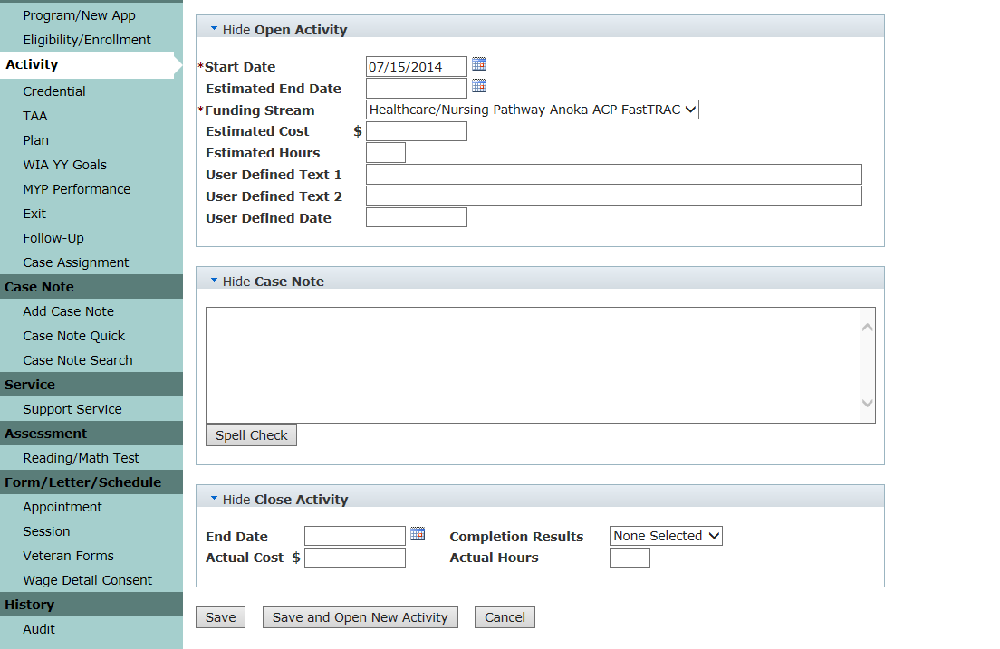 Program/New App
Eligibility/Enrollment
Activity
Credential
TAA
Plan
WIA YY Goals
MYP Performance
Exit
Follow-Up
Case Assignment
Case Note
Add Case Note
Case Note Quick
Case Note Search
Service
Support Service
Assessment
Reading/Math Test
Form/Letter/Schedule
Appointment
Session
Veteran Forms
Wage Detail Consent
History
Audit
Hide Open Activity
*Start Date 07/15/2014
Estimated End Date
*Funding Stream Healthcare/Nursing Pathway Anoka ACP FastTRAC
Estimated Cost $
Estimated Hours
User Defined Text 1
User Defined Text 2
User Defined Date
Hide Case Note
Spell Check
Hide Close Activity
End Date Completion Results None Selected
Actual Cost $ Actual Hours
Save Save and Open New Activity Cancel